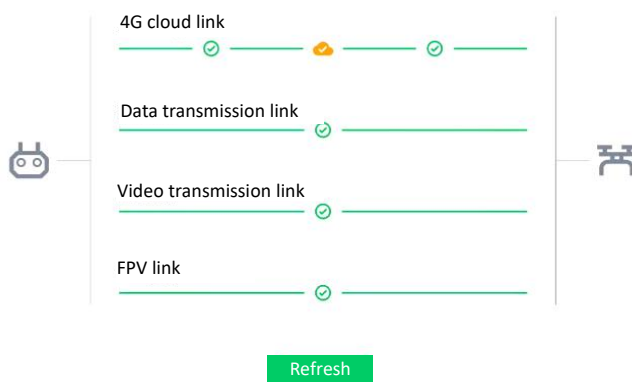 4G cloud link
Data transmission link
Video transmission link
FPV link
Refresh